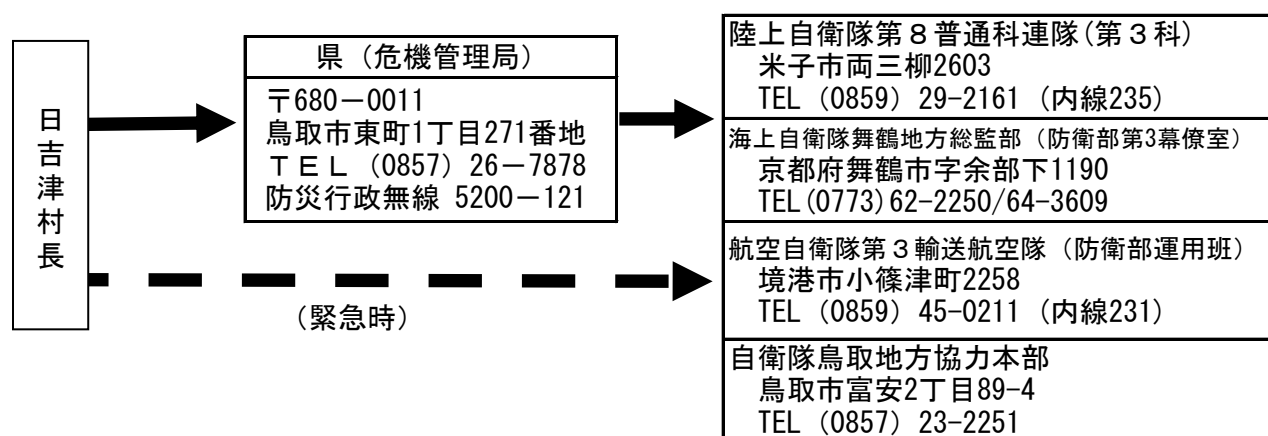 日吉津村長
県（危機管理局）
〒680－0011
鳥取市東町1丁目271番地
ＴＥＬ（0857）26－7878
防災行政無線 5200－121
（緊急時）
陸上自衛隊第８普通科連隊(第３科)
米子市両三柳2603
TEL（0859）29-2161（内線235）
海上自衛隊舞鶴地方総監部（防衛部第3幕僚室）
京都府舞鶴市字余部下1190
TEL(0773)62-2250/64-3609
航空自衛隊第３輸送航空隊（防衛部運用班）
境港市小篠津町2258
TEL（0859）45-0211（内線231）
自衛隊鳥取地方協力本部
鳥取市富安2丁目89-4
TEL（0857）23-2251